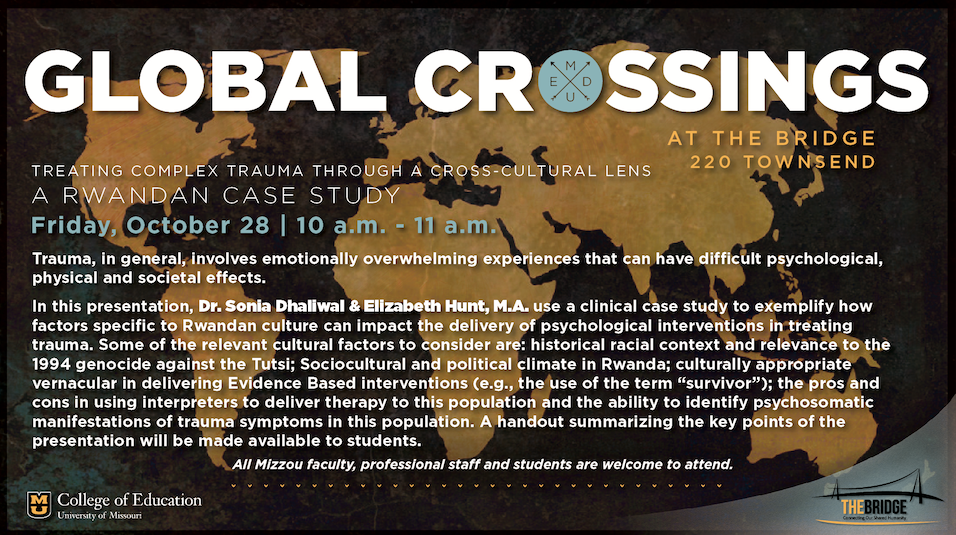 GLOBAL CROSSINGS
M
E D
U
AT THE BRIDGE
220 TOWNSEND
TREATING COMPLEX TRAUMA THROUGH A CROSS-CULTURAL LENS
A RWANDAN CASE STUDY
Friday, October 28 | 10 a.m. - 11 a.m.
Trauma, in general, involves emotionally overwhelming experiences that can have difficult psychological,
physical and societal effects.
In this presentation, Dr. Sonia Dhaliwal & Elizabeth Hunt, M.A. use a clinical case study to exemplify how
factors specific to Rwandan culture can impact the delivery of psychological interventions in treating
trauma. Some of the relevant cultural factors to consider are: historical racial context and relevance to the
1994 genocide against the Tutsi; Sociocultural and political climate in Rwanda; culturally appropriate
vernacular in delivering Evidence Based interventions (e.g., the use of the term “survivor”); the pros and
cons in using interpreters to deliver therapy to this population and the ability to identify psychosomatic
manifestations of trauma symptoms in this population. A handout summarizing the key points of the
presentation will be made available to students.
All Mizzou faculty, professional staff and students are welcome to attend.
MU
College of Education
University of Missouri
THE BRIDGE
Connecting Our Shared Humanity